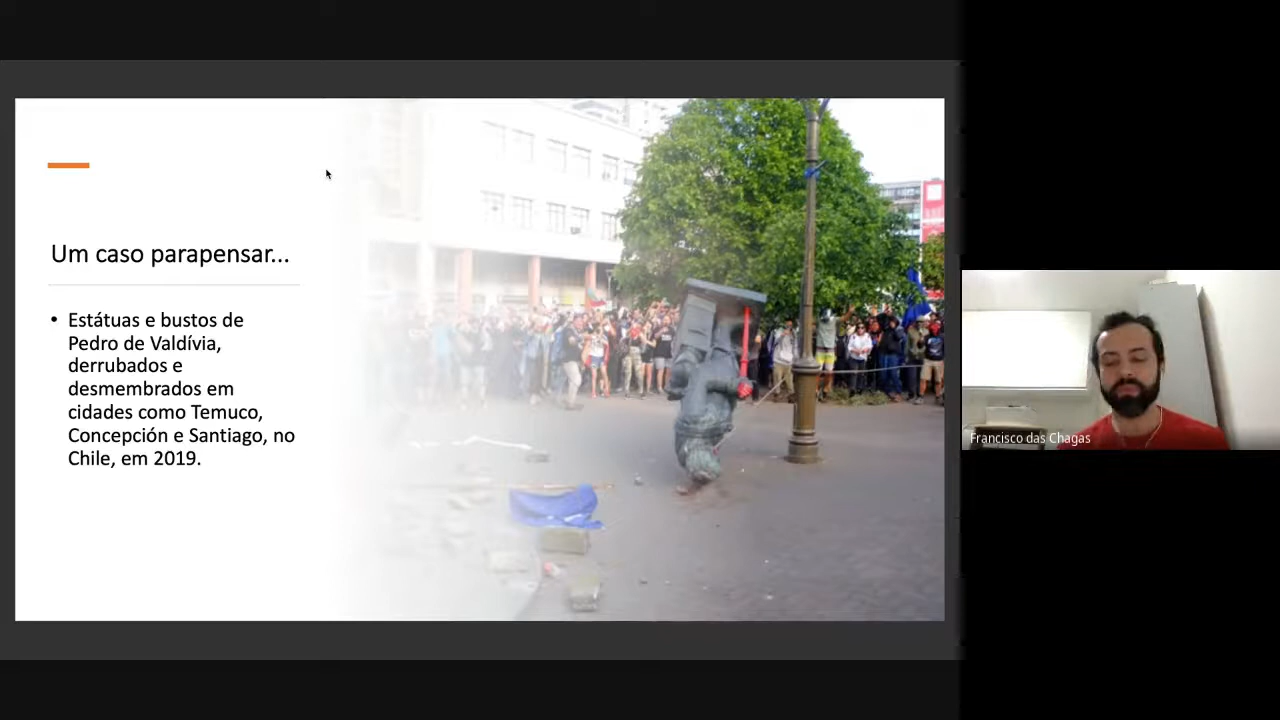 Um caso parapensar...
• Estátuas e bustos de
Pedro de Valdívia,
derrubados e
desmembrados em
cidades como Temuco,
Concepción e Santiago, no
Chile, em 2019.
Francisco das Chagas